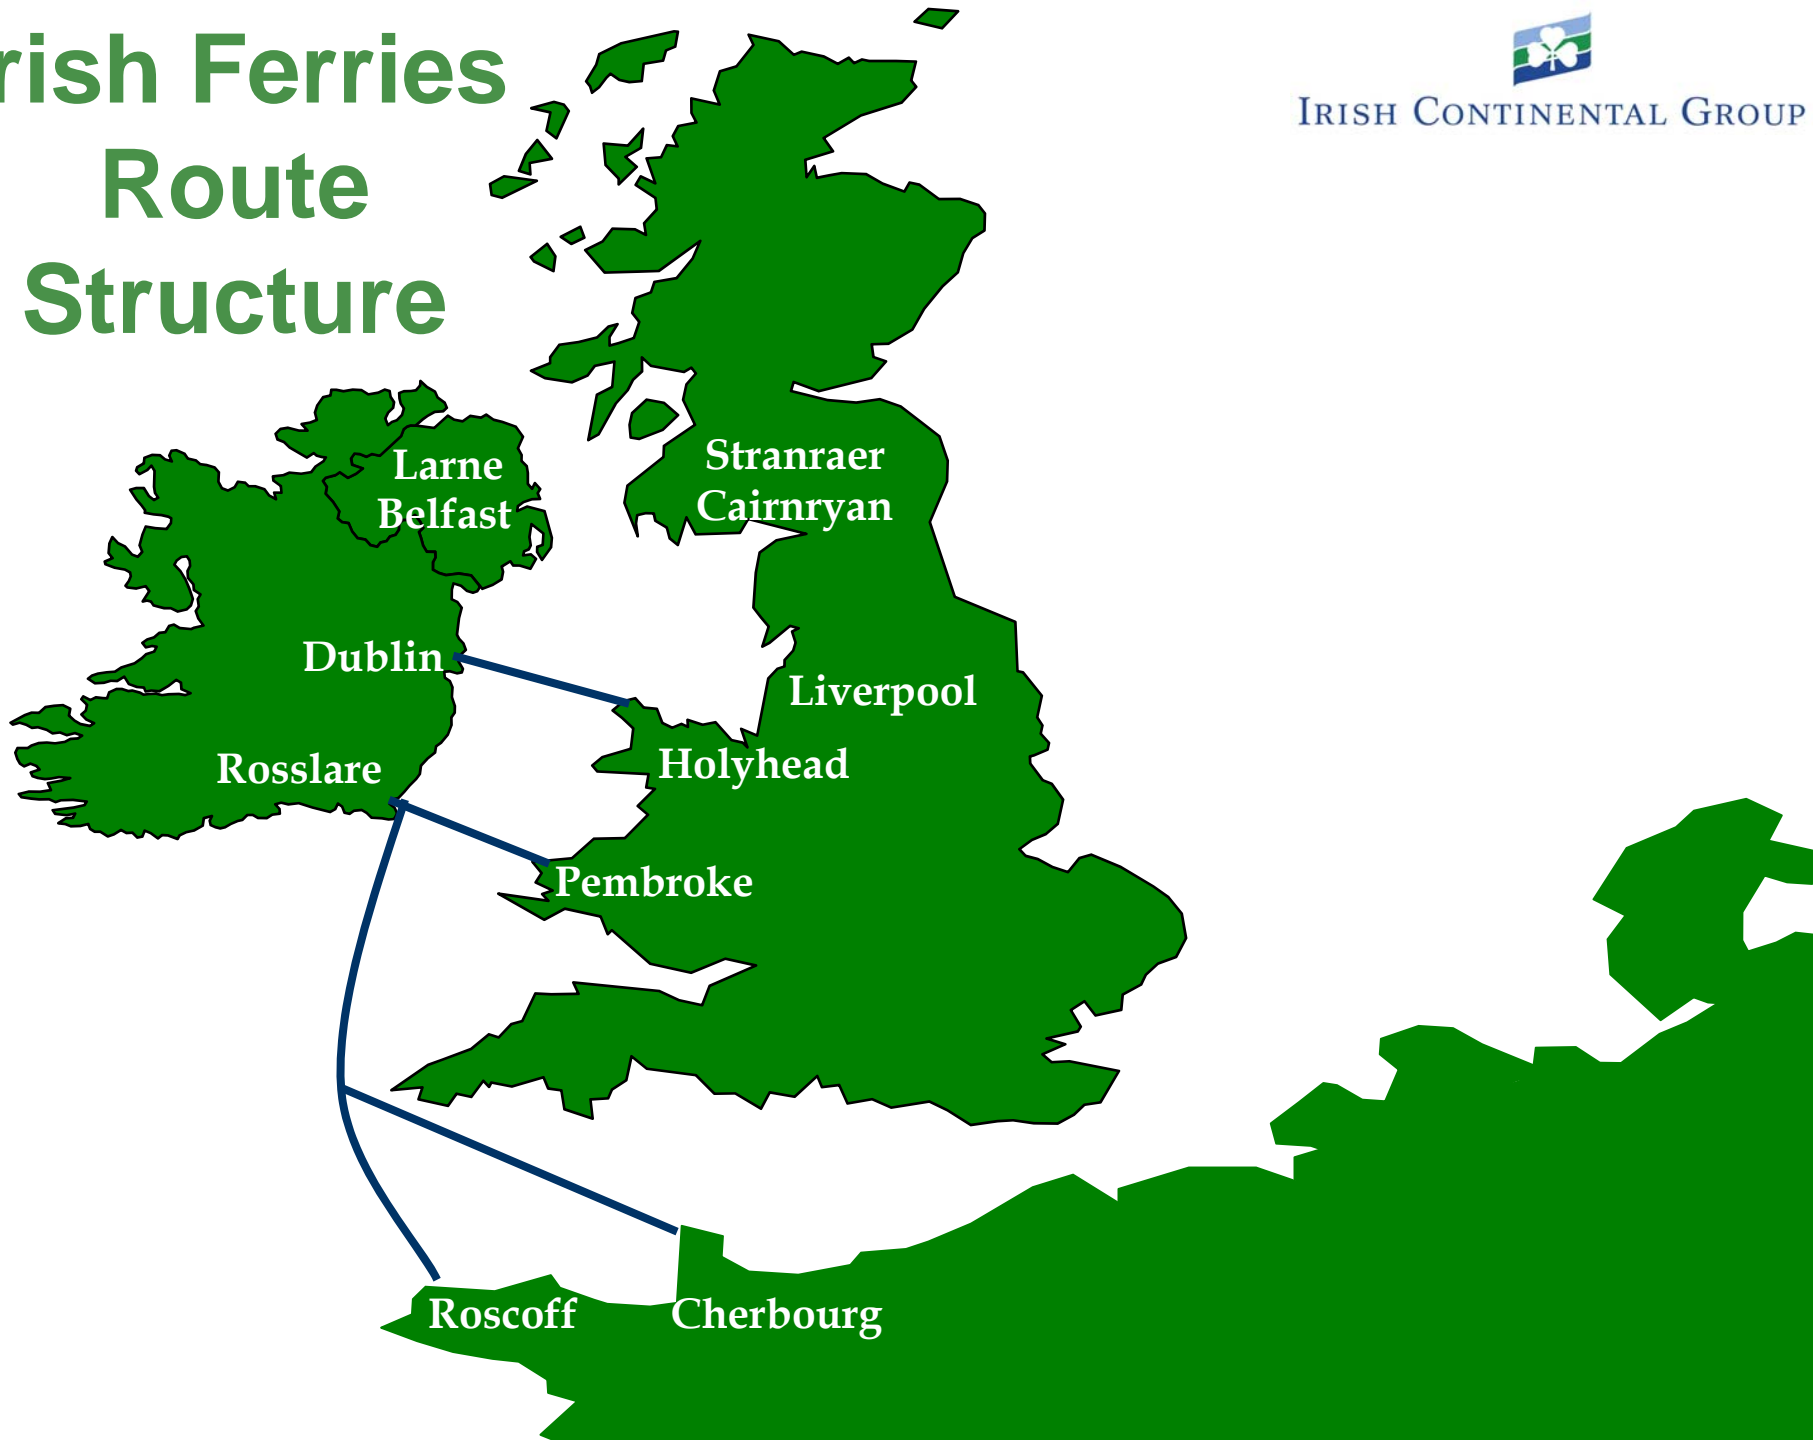 rish Ferries
Route
Structure
IRISH CONTINENTAL GROUP
Stranraer
Cairnryan
Larne
Belfast
Dublin
Liverpool
Holyhead
Rosslare
Pembroke
Roscoff
Cherbourg